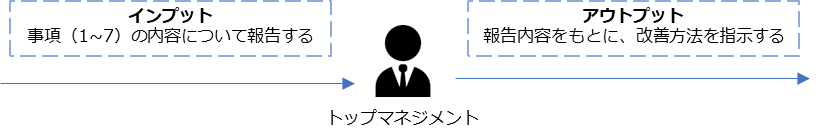 インプット
事項（1~7）の内容について報告する
アウトプット
報告内容をもとに、改善方法を指示する
トップマネジメント